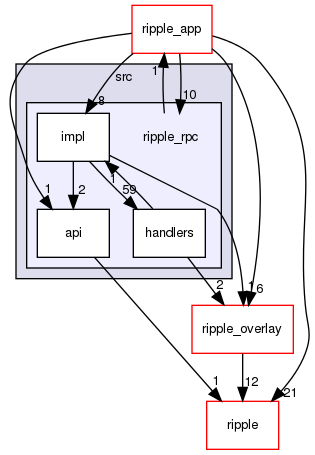 ripple_app
src
1
10
8
impl
ripple_rpc
1
2
59
1
api
handlers
2
1
6
ripple_overlay
1
12
21
ripple